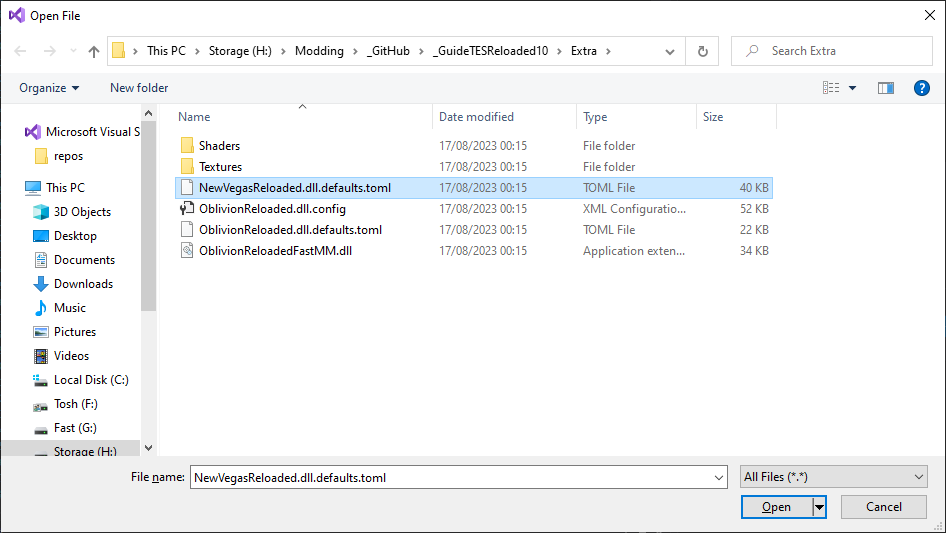 Open File
This PC > Storage (H:) > Modding > _GitHub > _GuideTESReloaded10 > Extra >
Search Extra
Organize
New folder
?
Microsoft Visual S
repos
This PC
3D Objects
Desktop
Documents
Downloads
Music
Pictures
Videos
Local Disk (C:)
Tosh (F:)
Fast (G:)
Storage (H:)
Name Date modified Type Size
Shaders 17/08/2023 00:15 File folder
Textures 17/08/2023 00:15 File folder
NewVegasReloaded.dll.defaults.toml 17/08/2023 00:15 TOML File 40 KB
OblivionReloaded.dll.config 17/08/2023 00:15 XML Configuratio... 52 KB
OblivionReloaded.dll.defaults.toml 17/08/2023 00:15 TOML File 22 KB
OblivionReloadedFastMM.dll 17/08/2023 00:15 Application exten... 34 KB
File name: NewVegasReloaded.dll.defaults.toml
All Files (*.*)
Open
Cancel